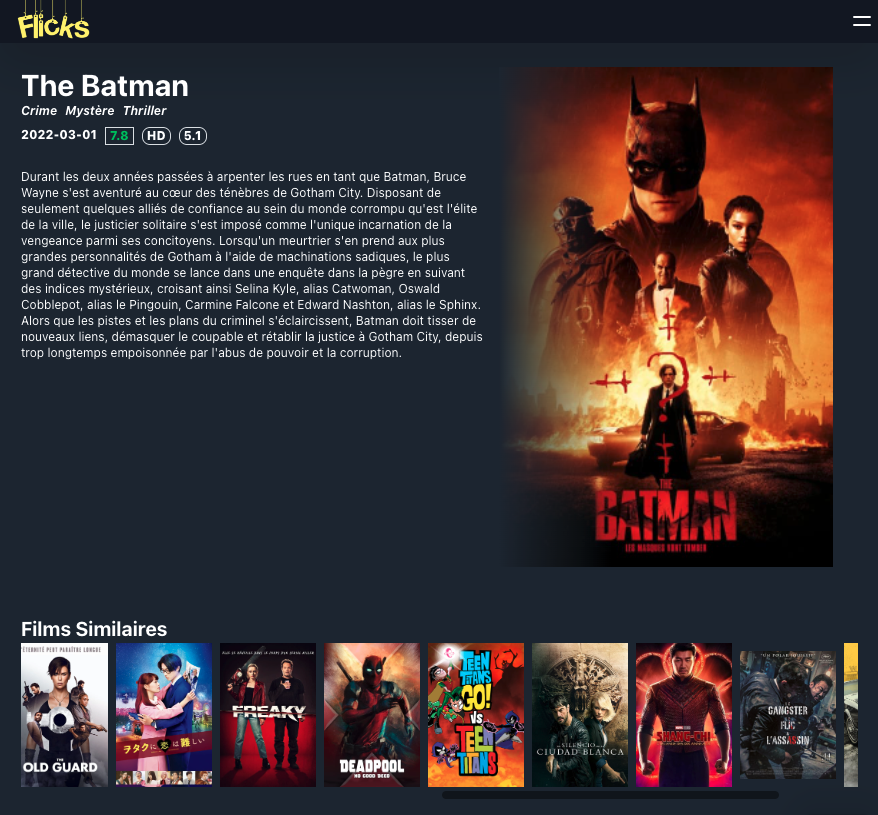 Flicks
The Batman
Crime Mystère Thriller
2022-03-01 7.8 HD 5.1
Durant les deux années passées à arpenter les rues en tant que Batman, Bruce
Wayne s'est aventuré au cœur des ténèbres de Gotham City. Disposant de
seulement quelques alliés de confiance au sein du monde corrompu qu'est l'élite
de la ville, le justicier solitaire s'est imposé comme l'unique incarnation de la
vengeance parmi ses concitoyens. Lorsqu'un meurtrier s'en prend aux plus
grandes personnalités de Gotham à l'aide de machinations sadiques, le plus
grand détective du monde se lance dans une enquête dans la pègre en suivant
des indices mystérieux, croisant ainsi Selina Kyle, alias Catwoman, Oswald
Cobblepot, alias le Pingouin, Carmine Falcone et Edward Nashton, alias le Sphinx.
Alors que les pistes et les plans du criminel s'éclaircissent, Batman doit tisser de
nouveaux liens, démasquer le coupable et rétablir la justice à Gotham City, depuis
trop longtemps empoisonnée par l'abus de pouvoir et la corruption.
THE
BATMAN
LES MASQUES VONT TOMBER
Films Similaires
ÉTERNITÉ PEUT PARAÎTRE LONGUE
THE
OLD GUARD
ヲタクに恋は難しい
FREAKY
DEADPOOL
NO GOOD DEED
TEEN
TITANS
GO!
VS
TEEN
TITANS
EL SILENCIO DE LA
CIUDAD BLANCA
SHANG-CHI
LE
GANGSTER
LE FLIC &
L'ASSASSIN